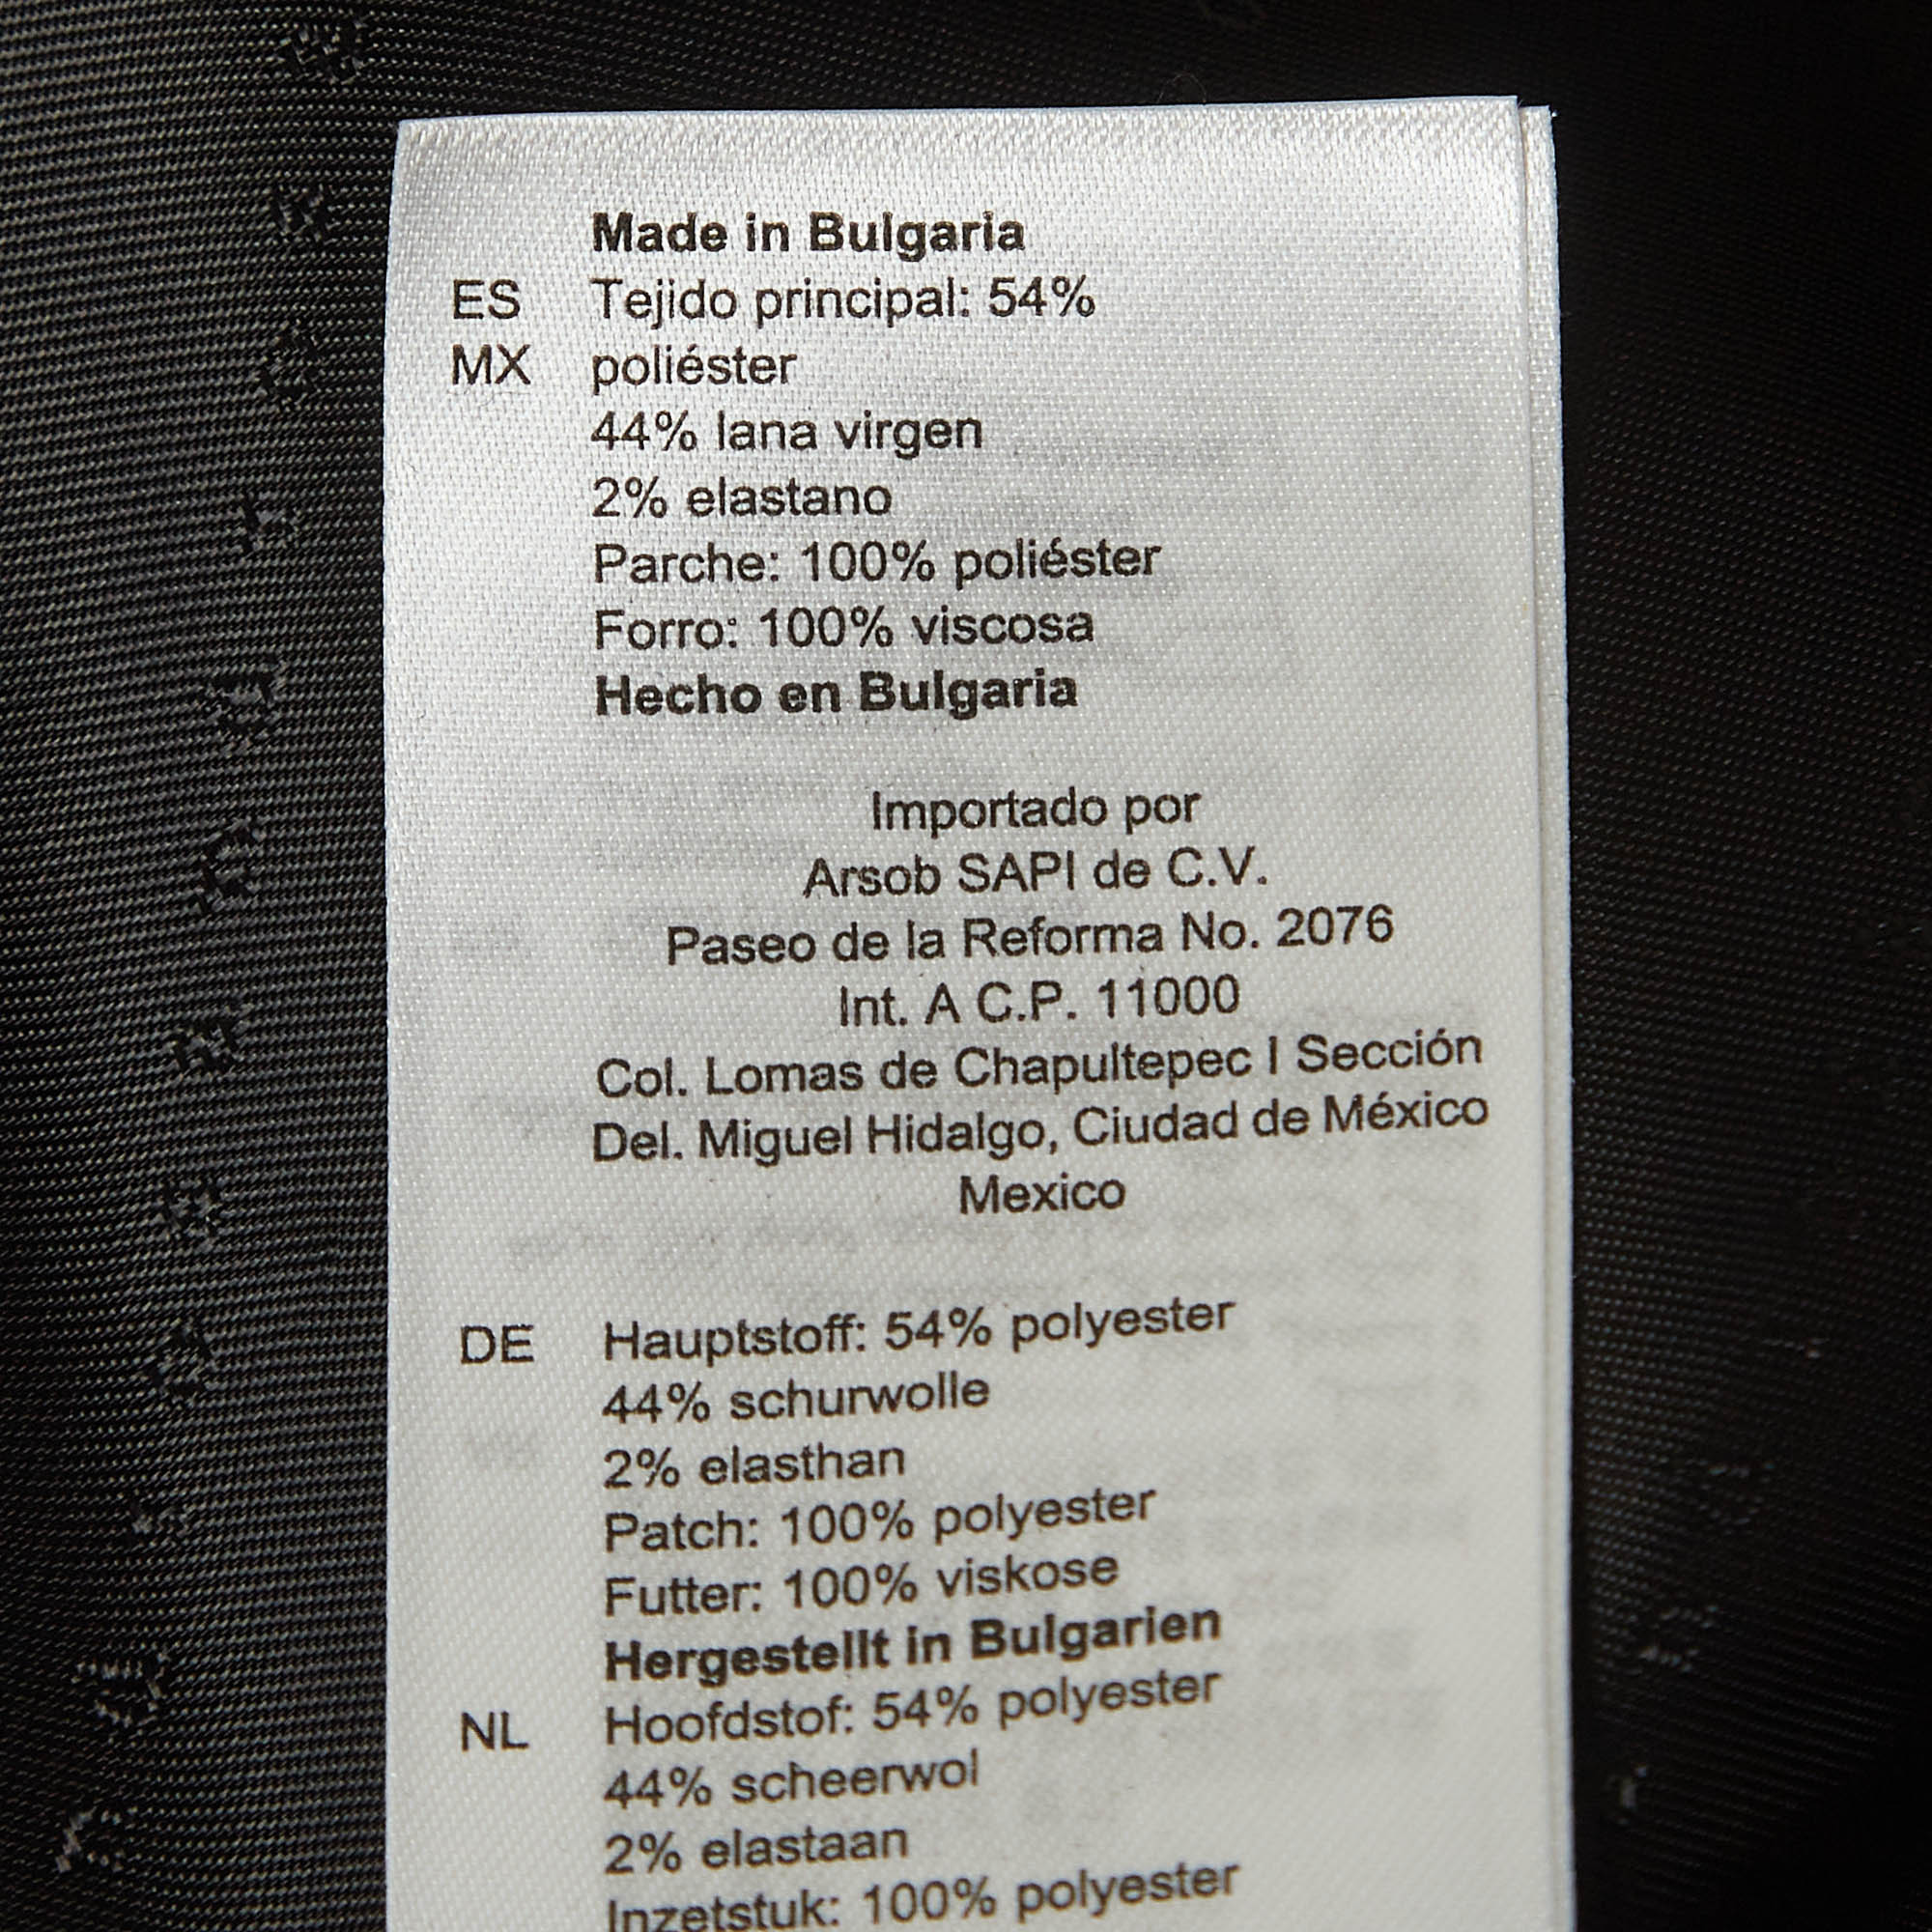 Made in Bulgaria
ES Tejido principal: 54%
MX poliéster
44% lana virgen
2% elastano
Parche: 100% poliéster
Forro: 100% viscosa
Hecho en Bulgaria
Importado por
Arsob SAPI de C.V.
Paseo de la Reforma No. 2076
Int. A C.P. 11000
Col. Lomas de Chapultepec I Sección
Del. Miguel Hidalgo, Ciudad de México
Mexico
DE Hauptstoff: 54% polyester
44% schurwolle
2% elasthan
Patch: 100% polyester
Futter: 100% viskose
Hergestellt in Bulgarien
NL Hoofdstof: 54% polyester
44% scheerwol
2% elastaan
Inzetstuk: 100% polyester